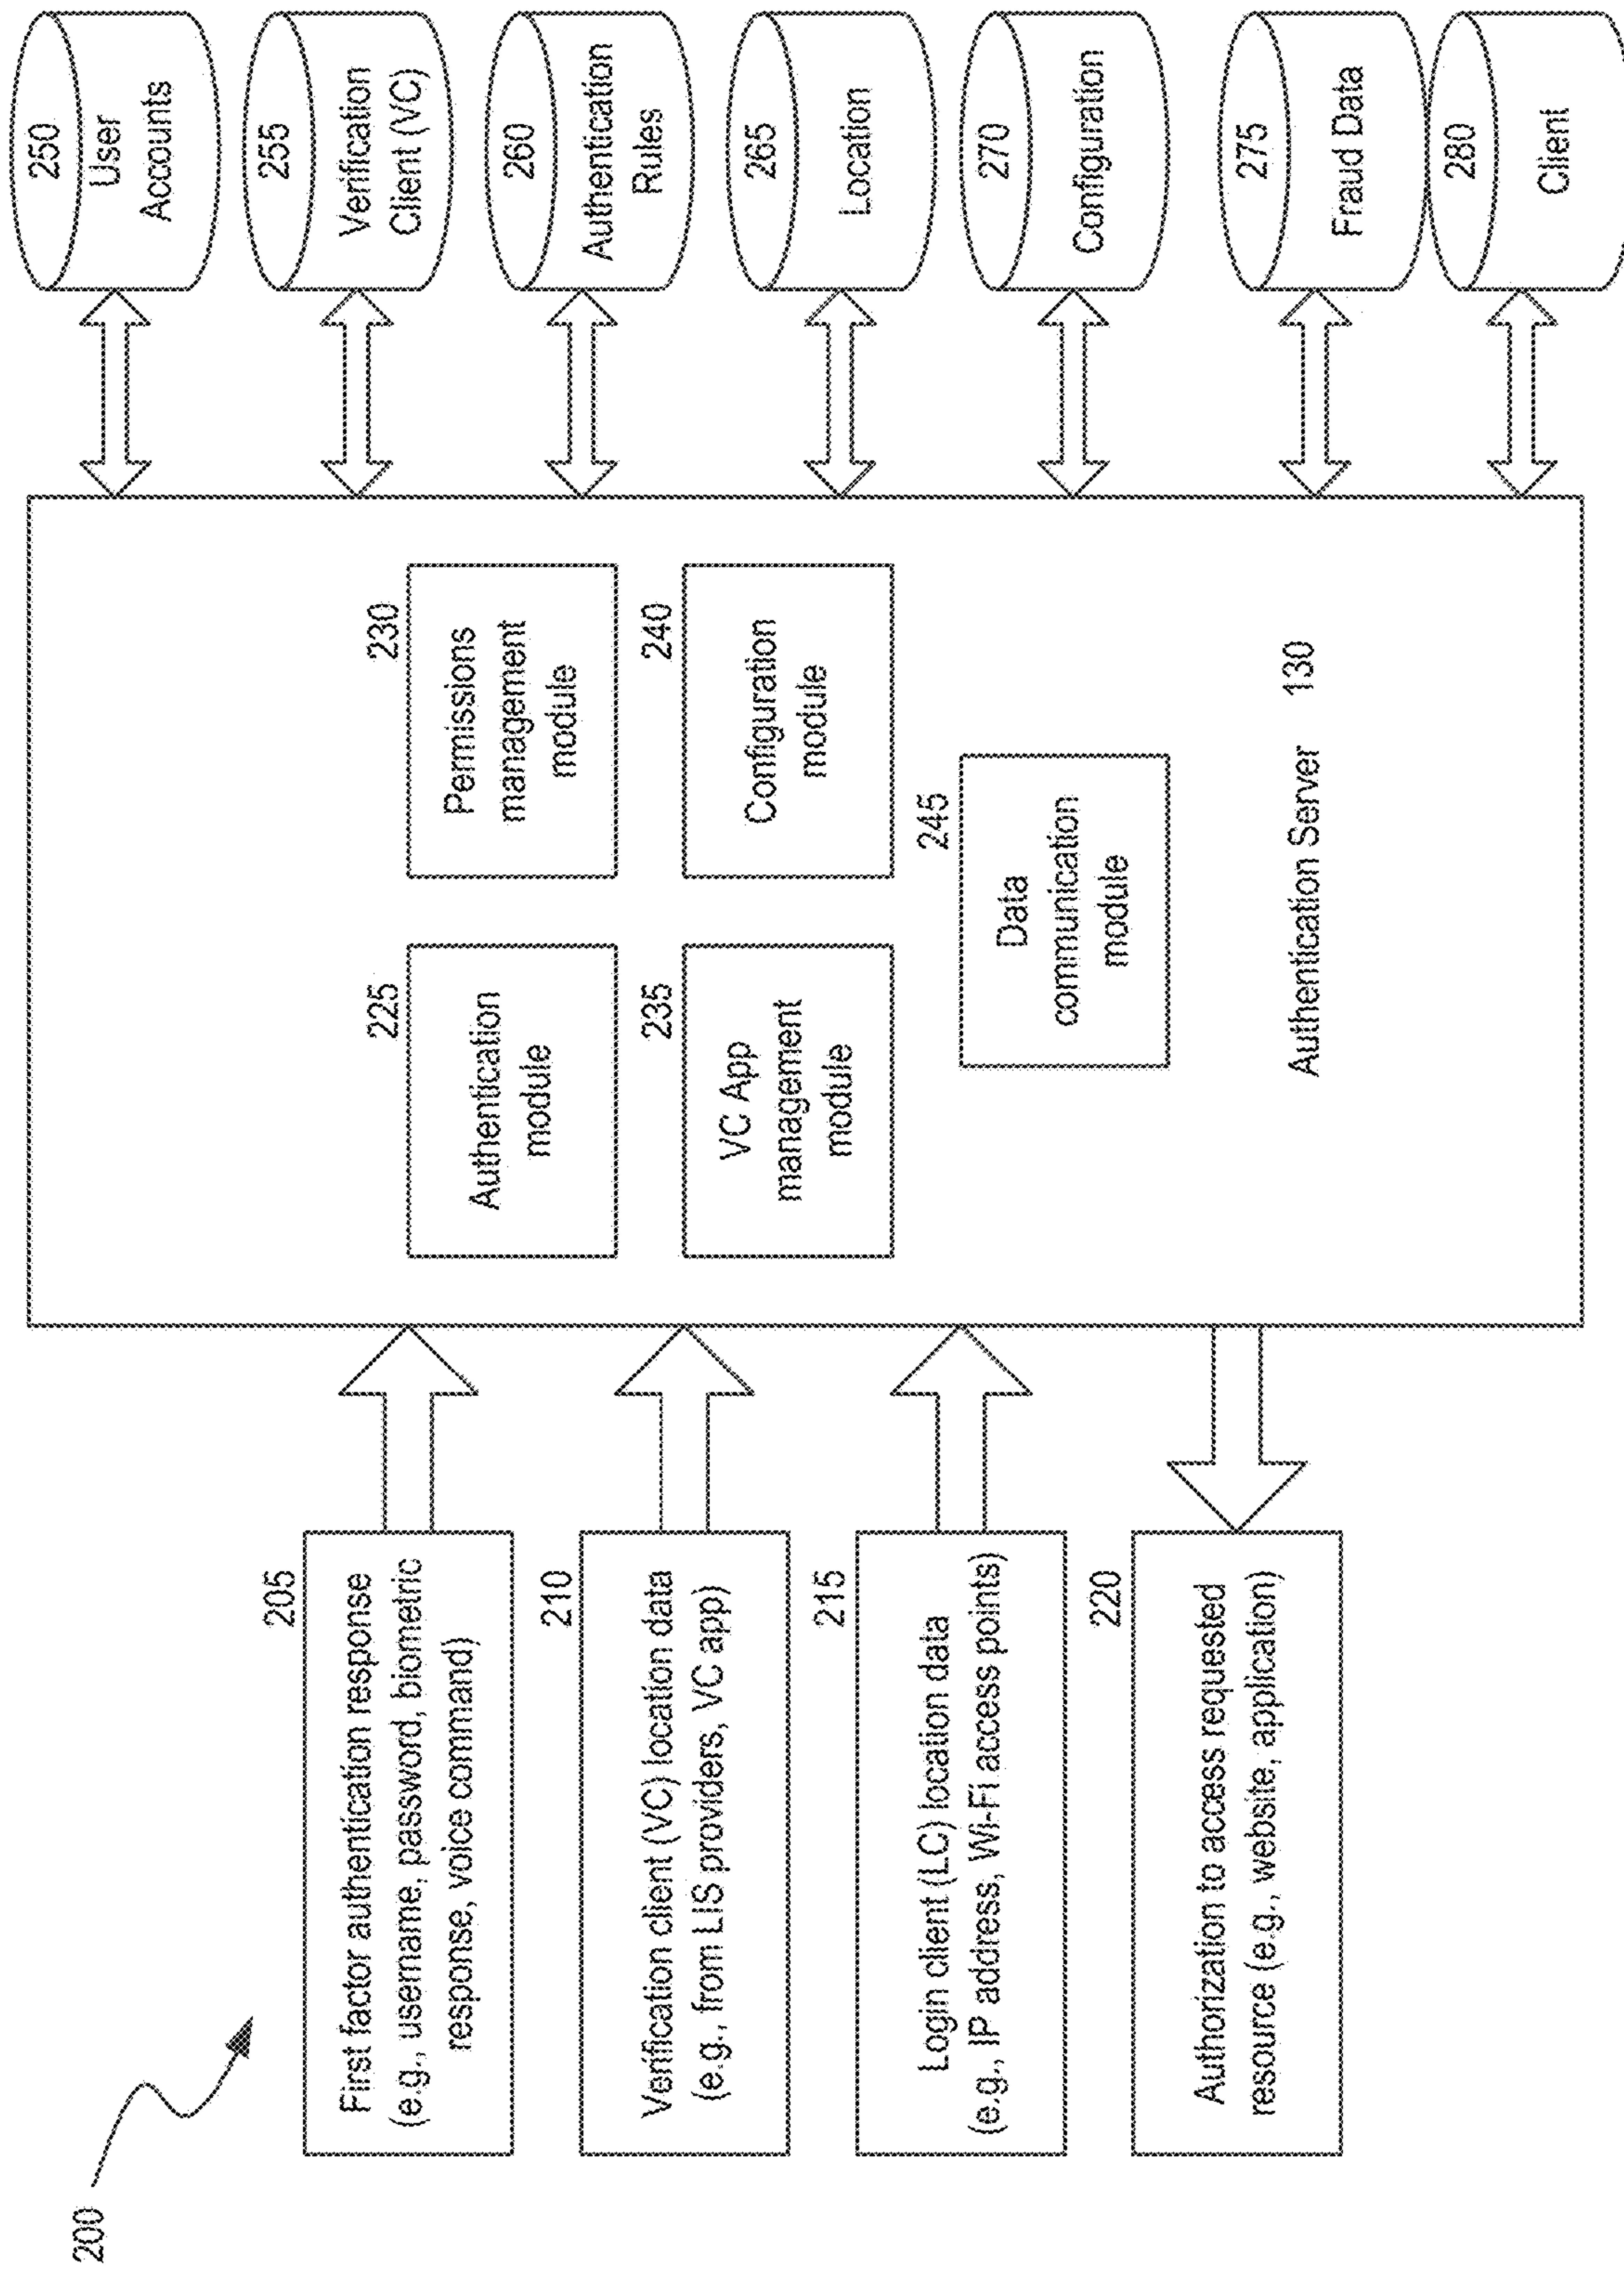 200
205
First factor authentication response
(e.g., username, password, biometric
response, voice command)
210
Verification client (VC) location data
(e.g., from LIS providers, VC app)
215
Login client (LC) location data
(e.g., IP address, Wi-Fi access points)
220
Authorization to access requested
resource (e.g., website, application)
225
Authentication
module
230
Permissions
management
module
235
VC App
management
module
240
Configuration
module
245
Data
communication
module
Authentication Server 130
250
User
Accounts
255
Verification
Client (VC)
260
Authentication
Rules
265
Location
270
Configuration
275
Fraud Data
280
Client